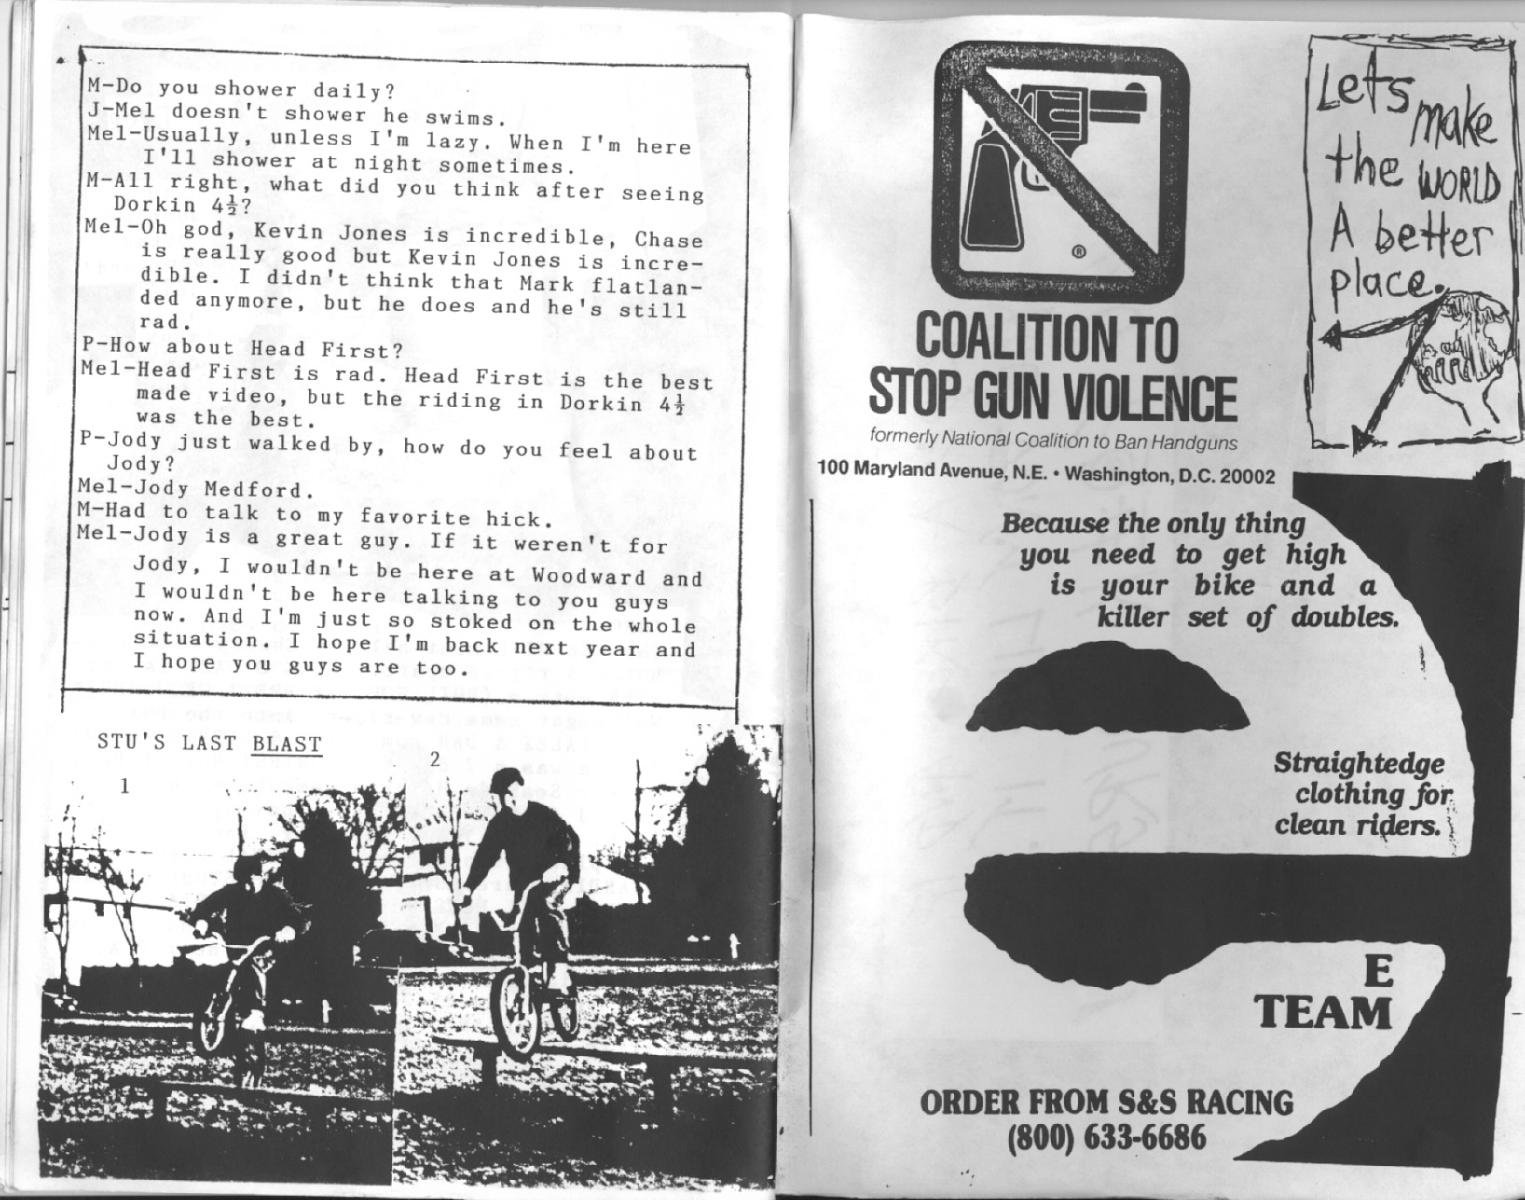 M-Do you shower daily?
J-Mel doesn't shower he swims.
Mel-Usually, unless I'm lazy. When I'm here
I'll shower at night sometimes.
M-All right, what did you think after seeing
Dorkin 4½?
Mel-Oh god, Kevin Jones is incredible, Chase
is really good but Kevin Jones is incre-
dible. I didn't think that Mark flatlan-
ded anymore, but he does and he's still
rad.
P-How about Head First?
Mel-Head First is rad. Head First is the best
made video, but the riding in Dorkin 4½
was the best.
P-Jody just walked by, how do you feel about
Jody?
Mel-Jody Medford.
M-Had to talk to my favorite hick.
Mel-Jody is a great guy. If it weren't for
Jody, I wouldn't be here at Woodward and
I wouldn't be here talking to you guys
now. And I'm just so stoked on the whole
situation. I hope I'm back next year and
I hope you guys are too.
STU'S LAST BLAST
1
2
®
COALITION TO
STOP GUN VIOLENCE
formerly National Coalition to Ban Handguns
100 Maryland Avenue, N.E. • Washington, D.C. 20002
Lets
make
the WORLD
A better
place.
Because the only thing
you need to get high
is your bike and a
killer set of doubles.
Straightedge
clothing for
clean riders.
E
TEAM
ORDER FROM S&S RACING
(800) 633-6686